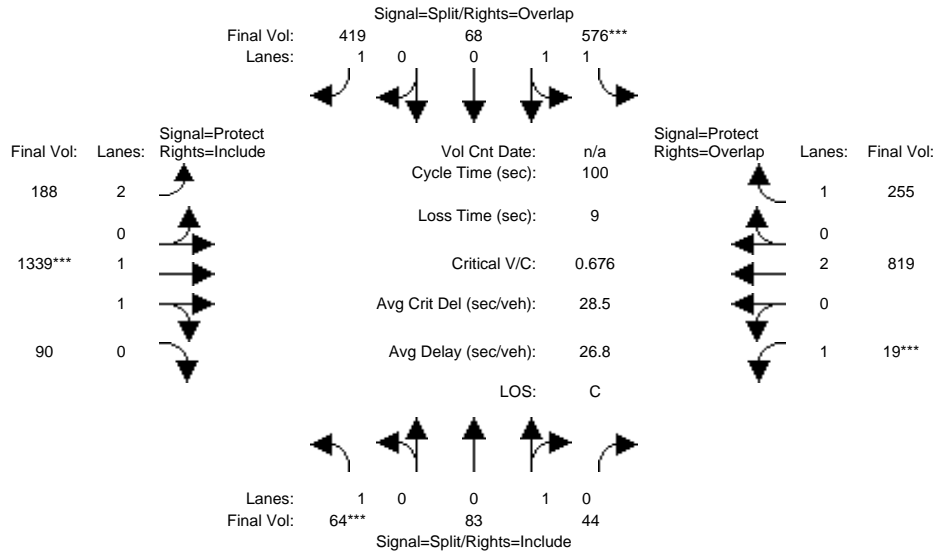 Signal=Split/Rights=Overlap
Final Vol: 419 68 576***
Lanes: 1 0 0 1 1
Signal=Protect
Final Vol: Lanes: Rights=Include
188 2
0
1339*** 1
1
90 0
Vol Cnt Date: n/a
Cycle Time (sec): 100
Loss Time (sec): 9
Critical V/C: 0.676
Avg Crit Del (sec/veh): 28.5
Avg Delay (sec/veh): 26.8
LOS: C
Signal=Protect
Rights=Overlap Lanes: Final Vol:
1 255
0
2 819
0
1 19***
Lanes: 1 0 0 1 0
Final Vol: 64*** 83 44
Signal=Split/Rights=Include